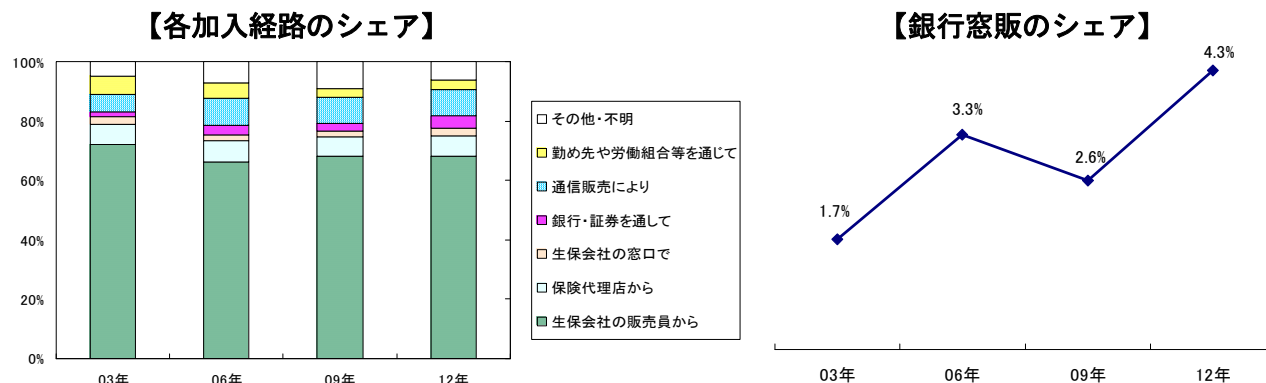 【各加入経路のシェア】
100%
80%
60%
40%
20%
0%
03年
06年
09年
12年
その他・不明
勤め先や労働組合等を通じて
通信販売により
銀行・証券を通して
生保会社の窓口で
保険代理店から
生保会社の販売員から
【銀行窓販のシェア】
1.7%
3.3%
2.6%
4.3%
03年
06年
09年
12年